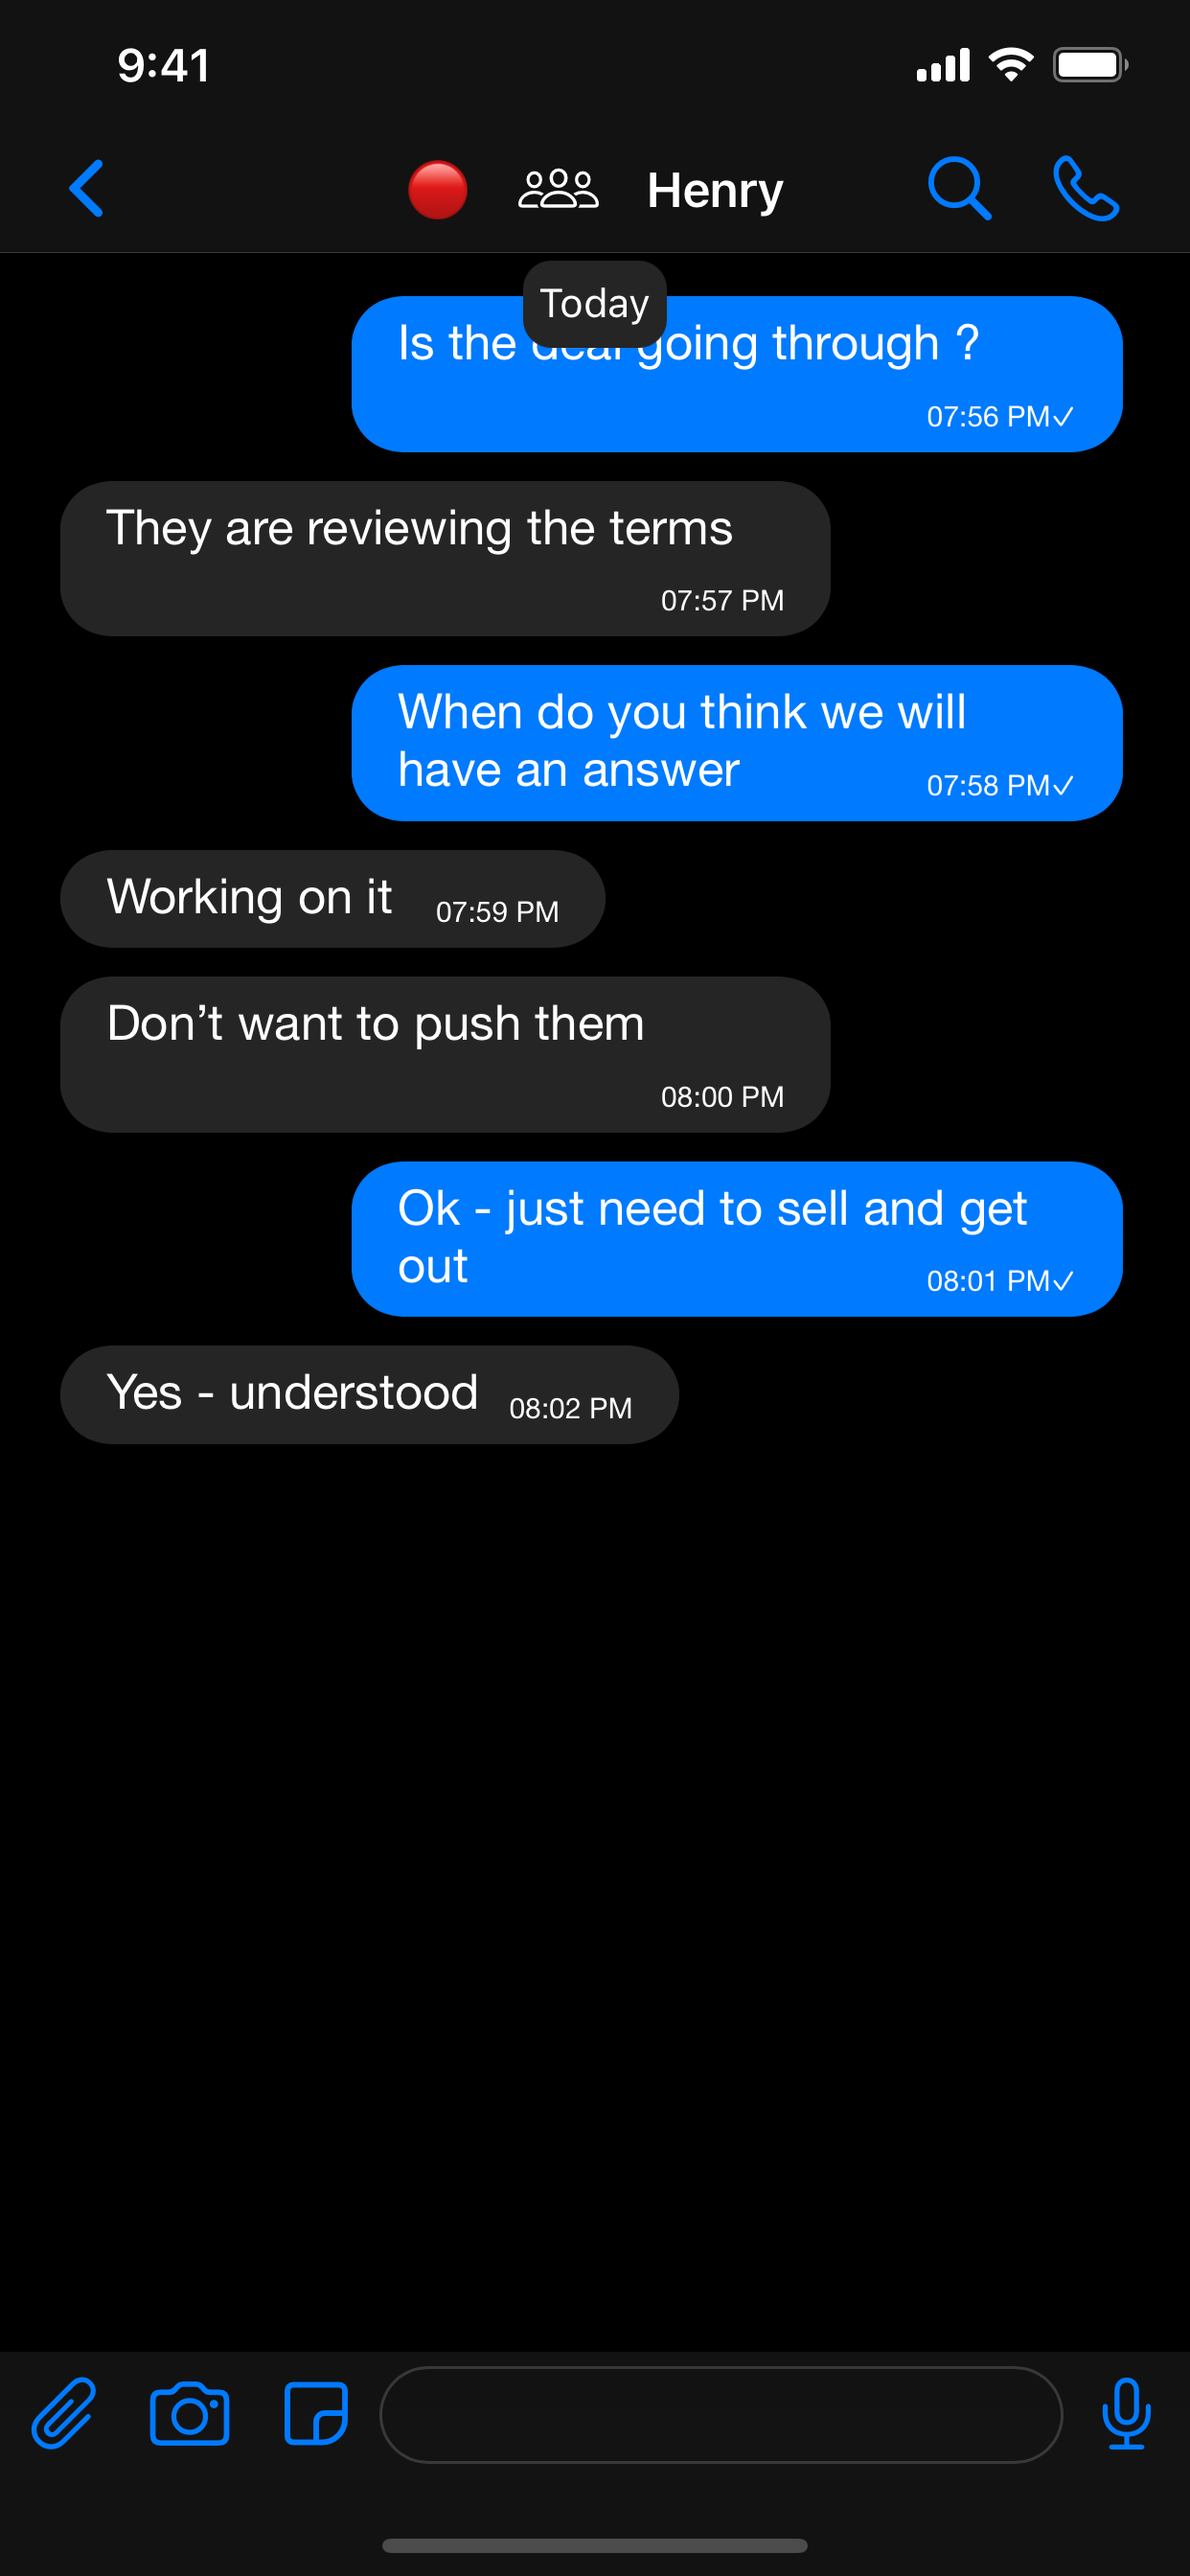 9:41
Henry
Today
Is the going through ?
07:56 PM✓
They are reviewing the terms
07:57 PM
When do you think we will
have an answer
07:58 PM✓
Working on it
07:59 PM
Don’t want to push them
08:00 PM
Ok - just need to sell and get
out
08:01 PM✓
Yes - understood
08:02 PM